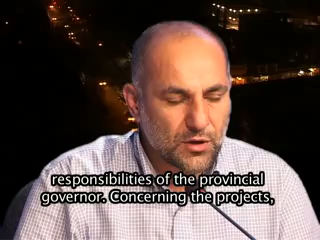 responsibilities of the provincial
governor. Concerning the projects,